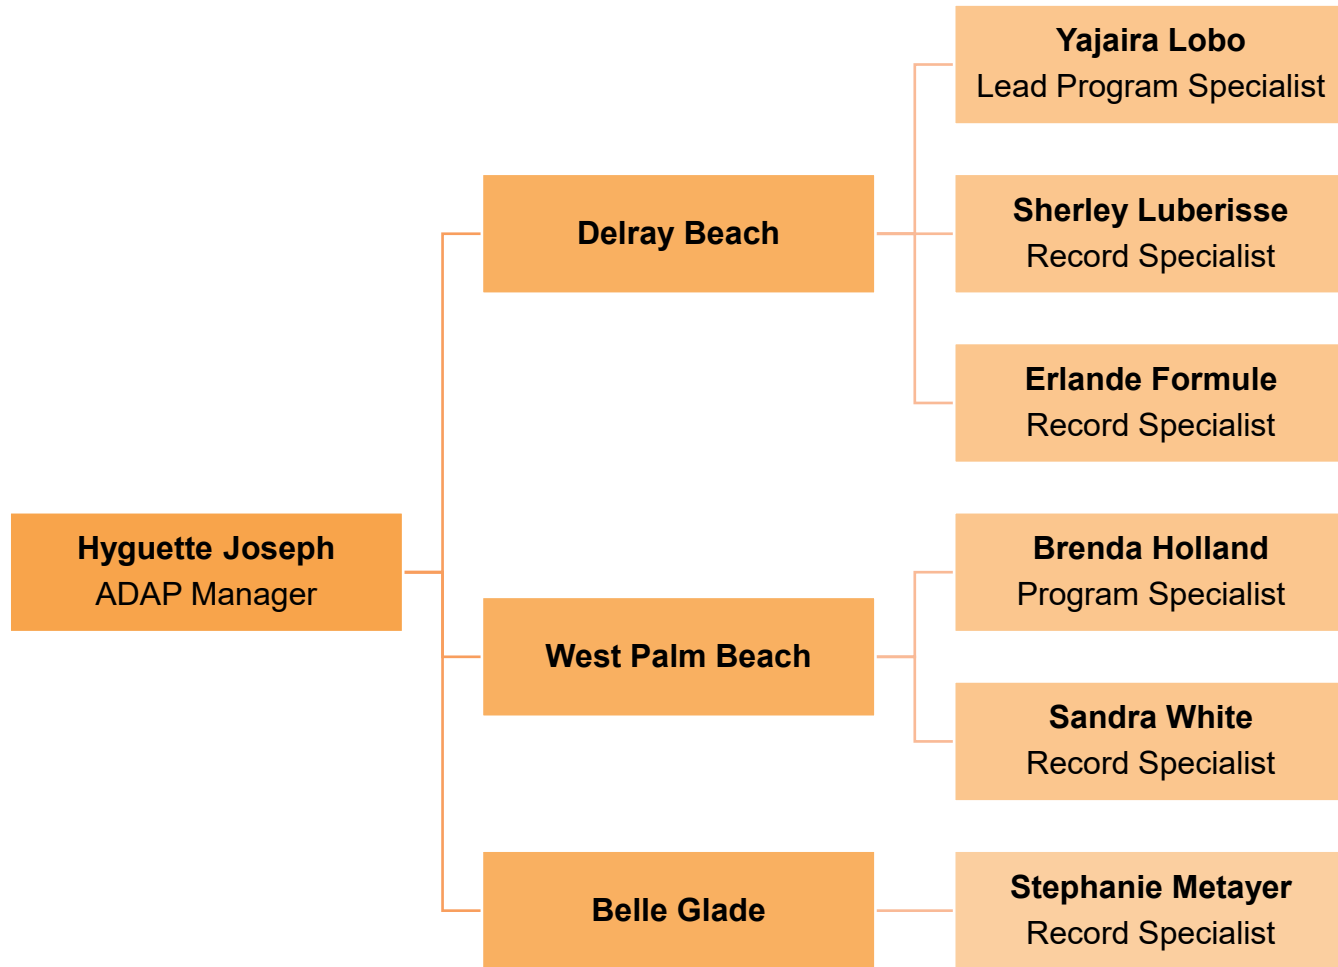 Hyguette Joseph
ADAP Manager
Delray Beach
Yajaira Lobo
Lead Program Specialist
Sherley Luberisse
Record Specialist
Erlande Formule
Record Specialist
West Palm Beach
Brenda Holland
Program Specialist
Sandra White
Record Specialist
Belle Glade
Stephanie Metayer
Record Specialist